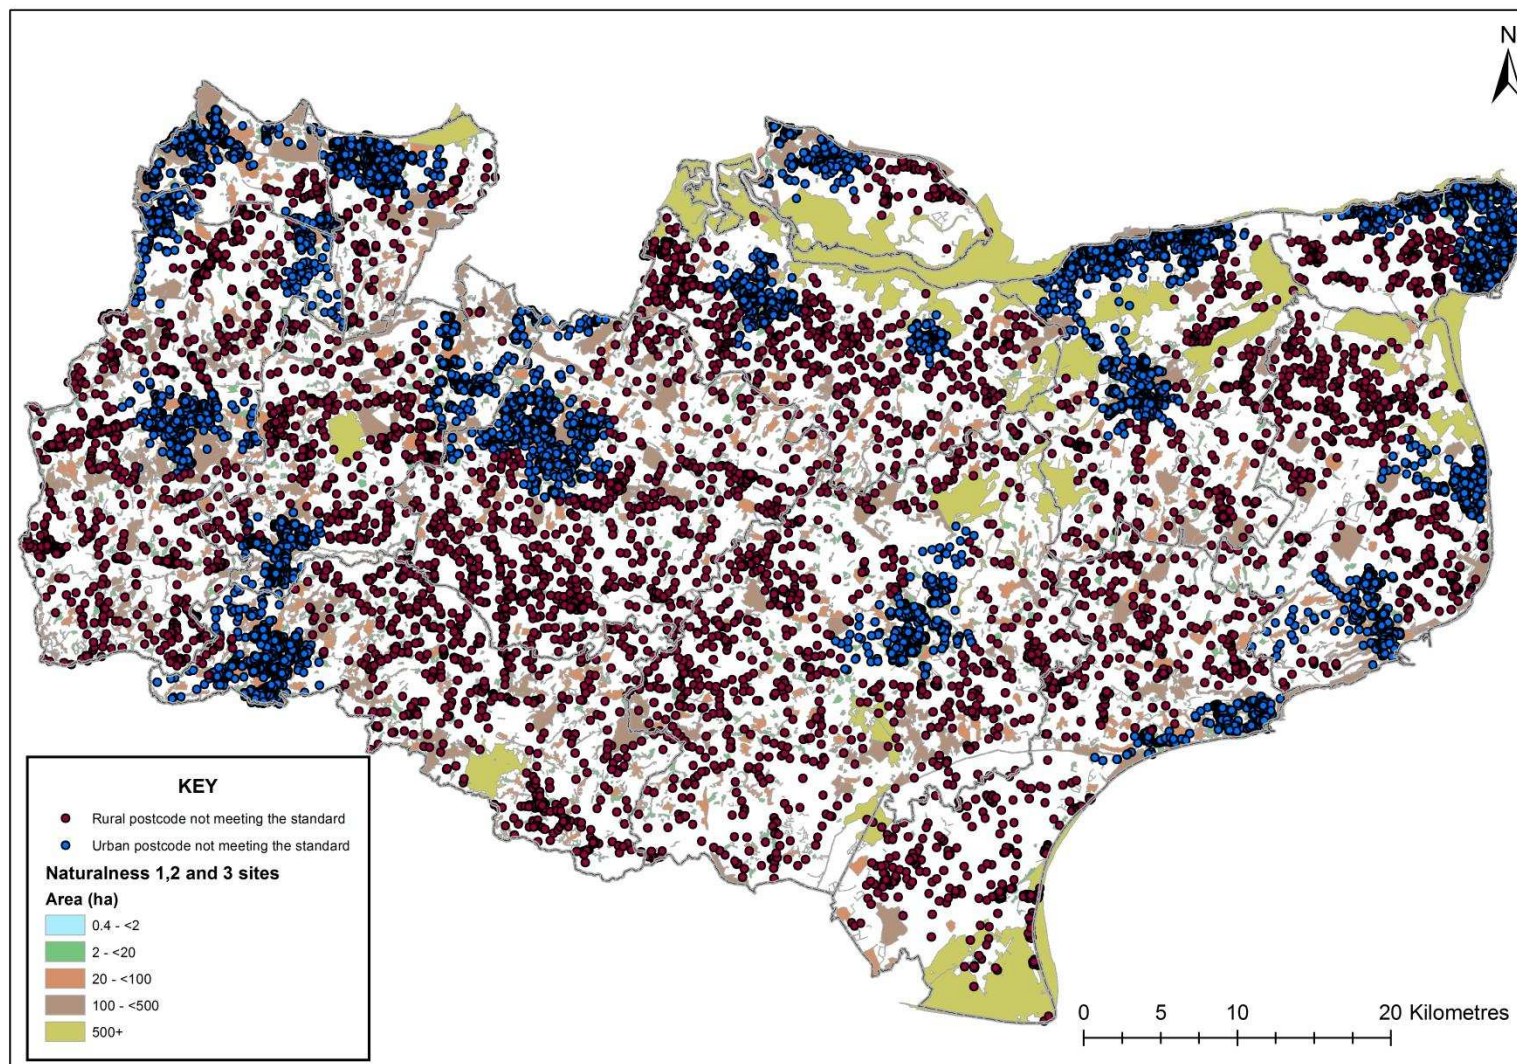 N
KEY
Rural postcode not meeting the standard
Urban postcode not meeting the standard
Naturalness 1,2 and 3 sites
Area (ha)
0.4 - <2
2 - <20
20 - <100
100 - <500
500+
0 5 10 20 Kilometres